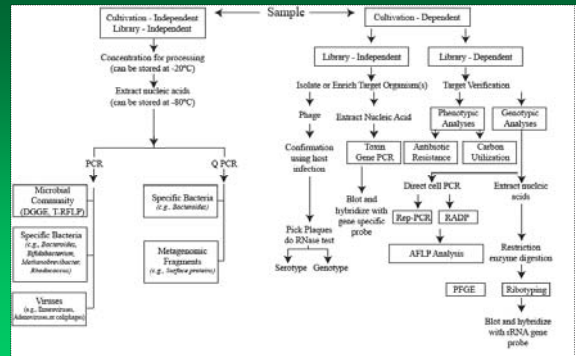 Sample
Cultivation - Independent
Library - Independent
Concentration for processing
(can be stored at -20°C)
Extract nucleic acids
(can be stored at -80°C)
PCR
Q PCR
Microbial
Community
(DGGE, T-RFLP)
Specific Bacteria
(e.g., Bacteroides,
Bifidobacterium,
Methanobrevibacter,
Rhodococcus)
Viruses
(e.g., Enteroviruses,
Adenoviruses, or coliphages)
Specific Bacteria
(e.g., Bacteroides)
Metagenomic
Fragments
(e.g., Surface proteins)
Cultivation - Dependent
Library - Independent
Isolate or Enrich Target Organism(s)
Phage
Confirmation
using host
infection
Pick Plaques
do RNase test
Serotype
Genotype
Extract Nucleic Acid
Toxin
Gene PCR
Blot and
hybridize with
gene specific
probe
Library - Dependent
Target Verification
Phenotypic
Analyses
Genotypic
Analyses
Antibiotic
Resistance
Carbon
Utilization
Direct cell PCR
Rep-PCR
RADP
AFLP Analysis
PFGE
Extract nucleic
acids
Restriction
enzyme digestion
Ribotyping
Blot and hybridize
with rRNA gene
probe